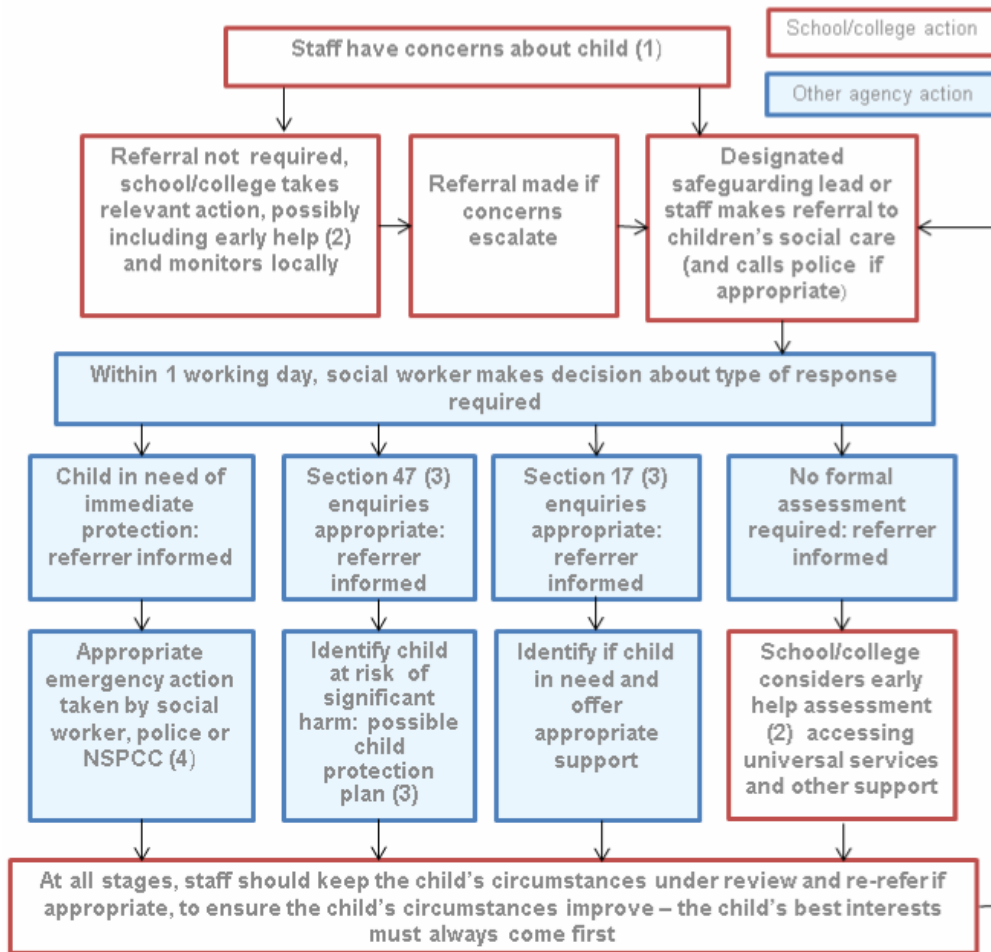 School/college action
Other agency action
Staff have concerns about child (1)
Referral not required,
school/college takes
relevant action, possibly
including early help (2)
and monitors locally
Referral made if
concerns
escalate
Designated
safeguarding lead or
staff makes referral to
children's social care
(and calls police if
appropriate)
Within 1 working day, social worker makes decision about type of response
required
Child in need of
immediate
protection:
referrer informed
Section 47 (3)
enquiries
appropriate:
referrer
informed
Section 17 (3)
enquiries
appropriate:
referrer
informed
No formal
assessment
required: referrer
informed
Appropriate
emergency action
taken by social
worker, police or
NSPCC (4)
Identify child
at risk of
significant
harm: possible
child
protection
plan (3)
Identify if child
in need and
offer
appropriate
support
School/college
considers early
help assessment
(2) accessing
universal services
and other support
At all stages, staff should keep the child's circumstances under review and re-refer if
appropriate, to ensure the child's circumstances improve – the child's best interests
must always come first